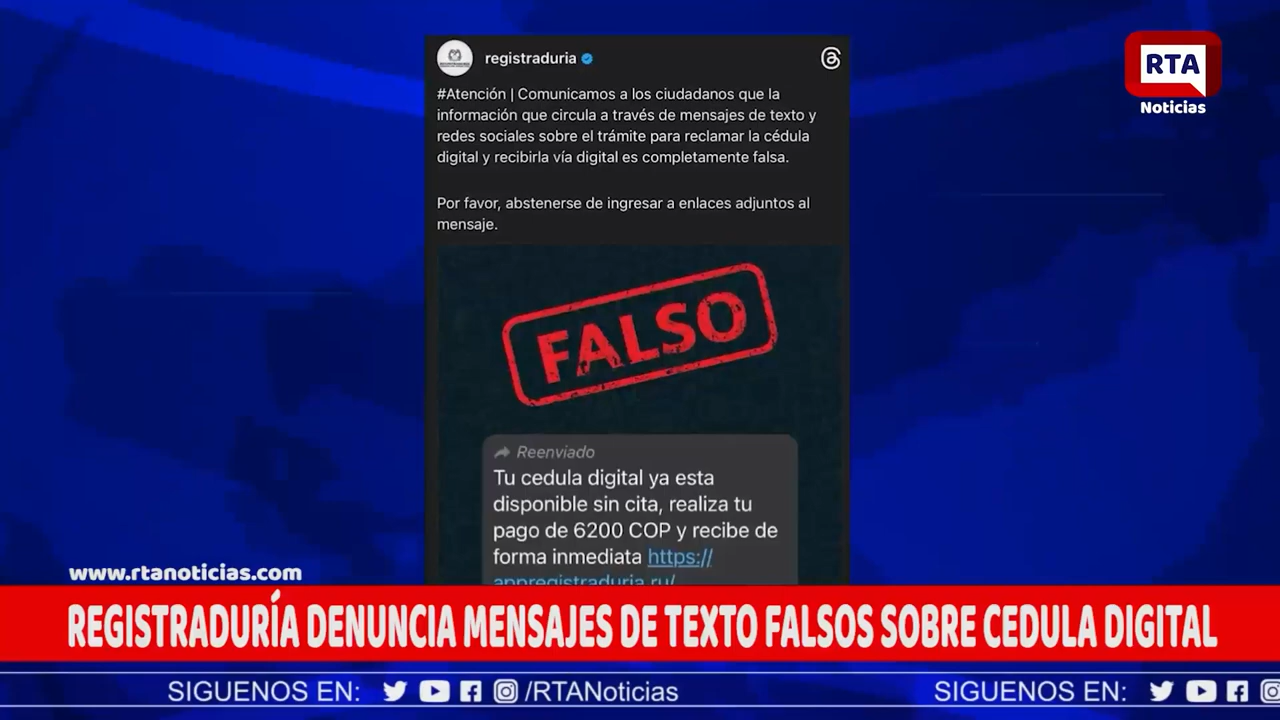 registraduria
#Atención | Comunicamos a los ciudadanos que la
información que circula a través de mensajes de texto y
redes sociales sobre el trámite para reclamar la cédula
digital y recibirla vía digital es completamente falsa.
Por favor, abstenerse de ingresar a enlaces adjuntos al
mensaje.
RTA
Noticias
FALSO
Reenviado
Tu cedula digital ya esta
disponible sin cita, realiza tu
pago de 6200 COP y recibe de
forma inmediata https://
appregistraduria.ru/
www.rtanoticias.com
REGISTRADURÍA DENUNCIA MENSAJES DE TEXTO FALSOS SOBRE CEDULA DIGITAL
SIGUENOS EN: /RTANoticias
SIGUENOS EN: